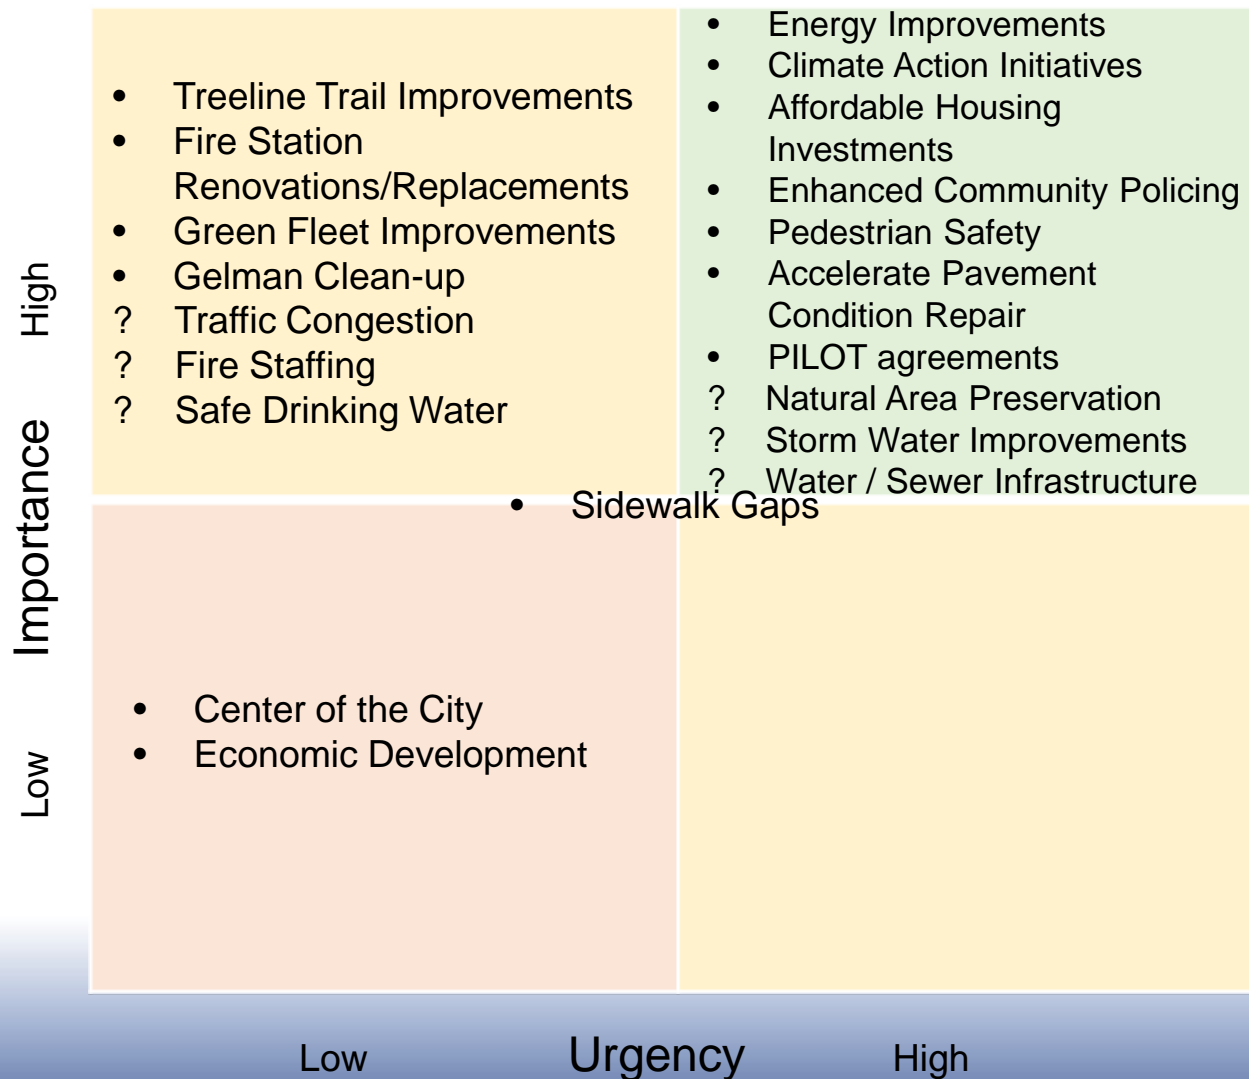 • Treeline Trail Improvements
• Fire Station
Renovations/Replacements
• Green Fleet Improvements
• Gelman Clean-up
? Traffic Congestion
? Fire Staffing
? Safe Drinking Water
• Energy Improvements
• Climate Action Initiatives
• Affordable Housing
Investments
• Enhanced Community Policing
• Pedestrian Safety
• Accelerate Pavement
Condition Repair
• PILOT agreements
? Natural Area Preservation
? Storm Water Improvements
? Water / Sewer Infrastructure
• Sidewalk Gaps
• Center of the City
• Economic Development
Low Importance High
Low Urgency High